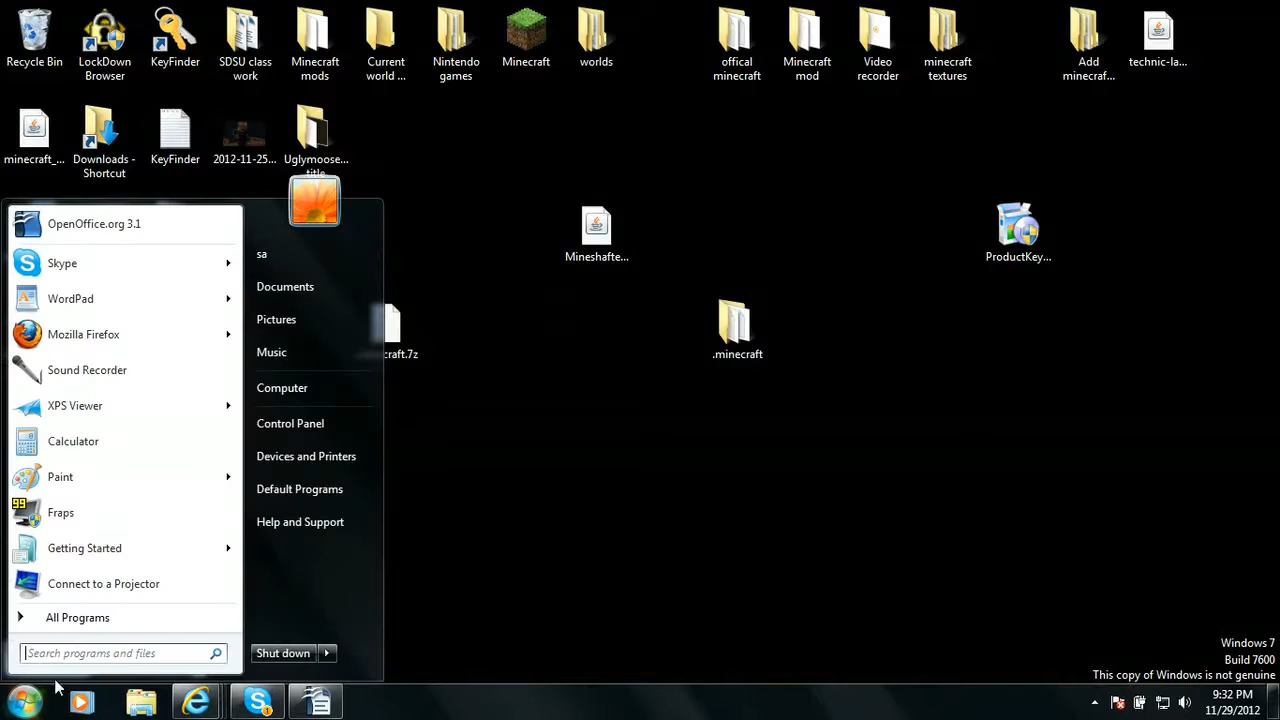 Recycle Bin
LockDown
Browser
KeyFinder
SDSU class
work
Minecraft
mods
Current
world ...
Nintendo
games
Minecraft
worlds
offical
minecraft
Minecraft
mod
Video
recorder
minecraft
textures
Add
minecraf...
technic-la...
minecraft_...
Downloads -
Shortcut
KeyFinder
2012-11-25...
Uglymoose...
title
Mineshafte...
ProductKey...
craft.7z
.minecraft
OpenOffice.org 3.1
Skype
WordPad
Mozilla Firefox
Sound Recorder
XPS Viewer
Calculator
Paint
99
Fraps
Getting Started
Connect to a Projector
All Programs
Search programs and files
sa
Documents
Pictures
Music
Computer
Control Panel
Devices and Printers
Default Programs
Help and Support
Shut down
Windows 7
Build 7600
This copy of Windows is not genuine
9:32 PM
11/29/2012